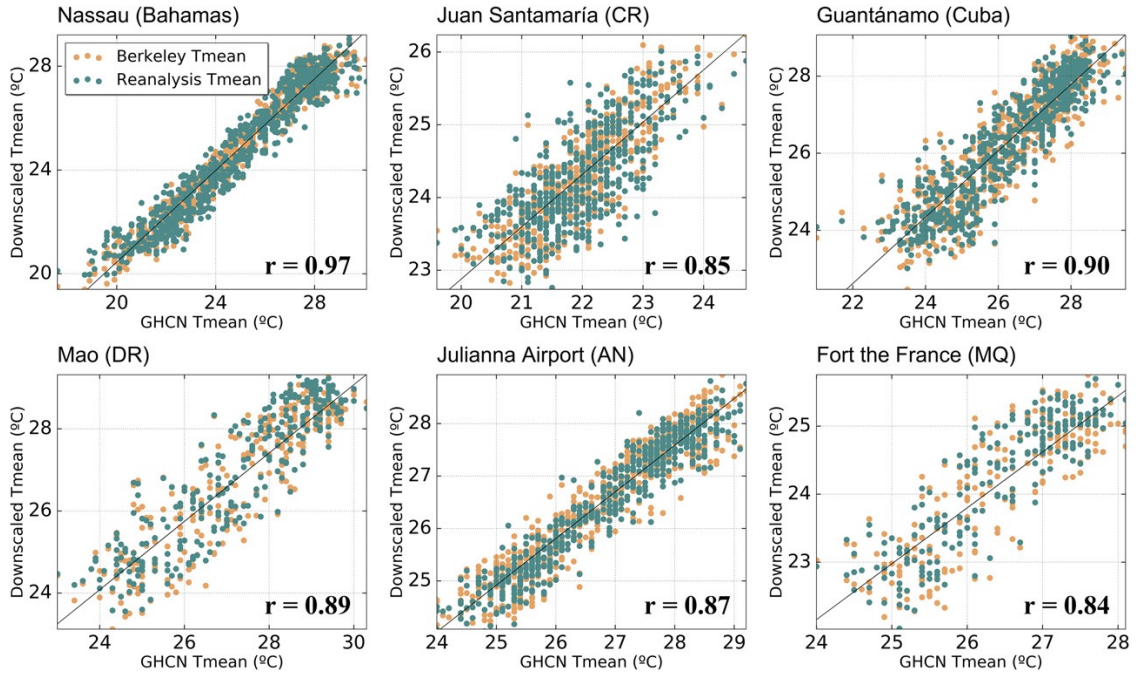 Nassau (Bahamas)
Berkeley Tmean
Reanalysis Tmean
28
24
20
Downscaled Tmean (ºC)
r = 0.97
20 24 28
GHCN Tmean (ºC)
Juan Santamaría (CR)
26
25
24
23
Downscaled Tmean (ºC)
r = 0.85
20 21 22 23 24
GHCN Tmean (ºC)
Guantánamo (Cuba)
28
26
24
Downscaled Tmean (ºC)
r = 0.90
22 24 26 28
GHCN Tmean (ºC)
Mao (DR)
28
26
24
Downscaled Tmean (ºC)
r = 0.89
24 26 28 30
GHCN Tmean (ºC)
Julianna Airport (AN)
28
27
26
25
Downscaled Tmean (ºC)
r = 0.87
24 25 26 27 28 29
GHCN Tmean (ºC)
Fort the France (MQ)
25
24
23
Downscaled Tmean (ºC)
r = 0.84
24 25 26 27 28
GHCN Tmean (ºC)